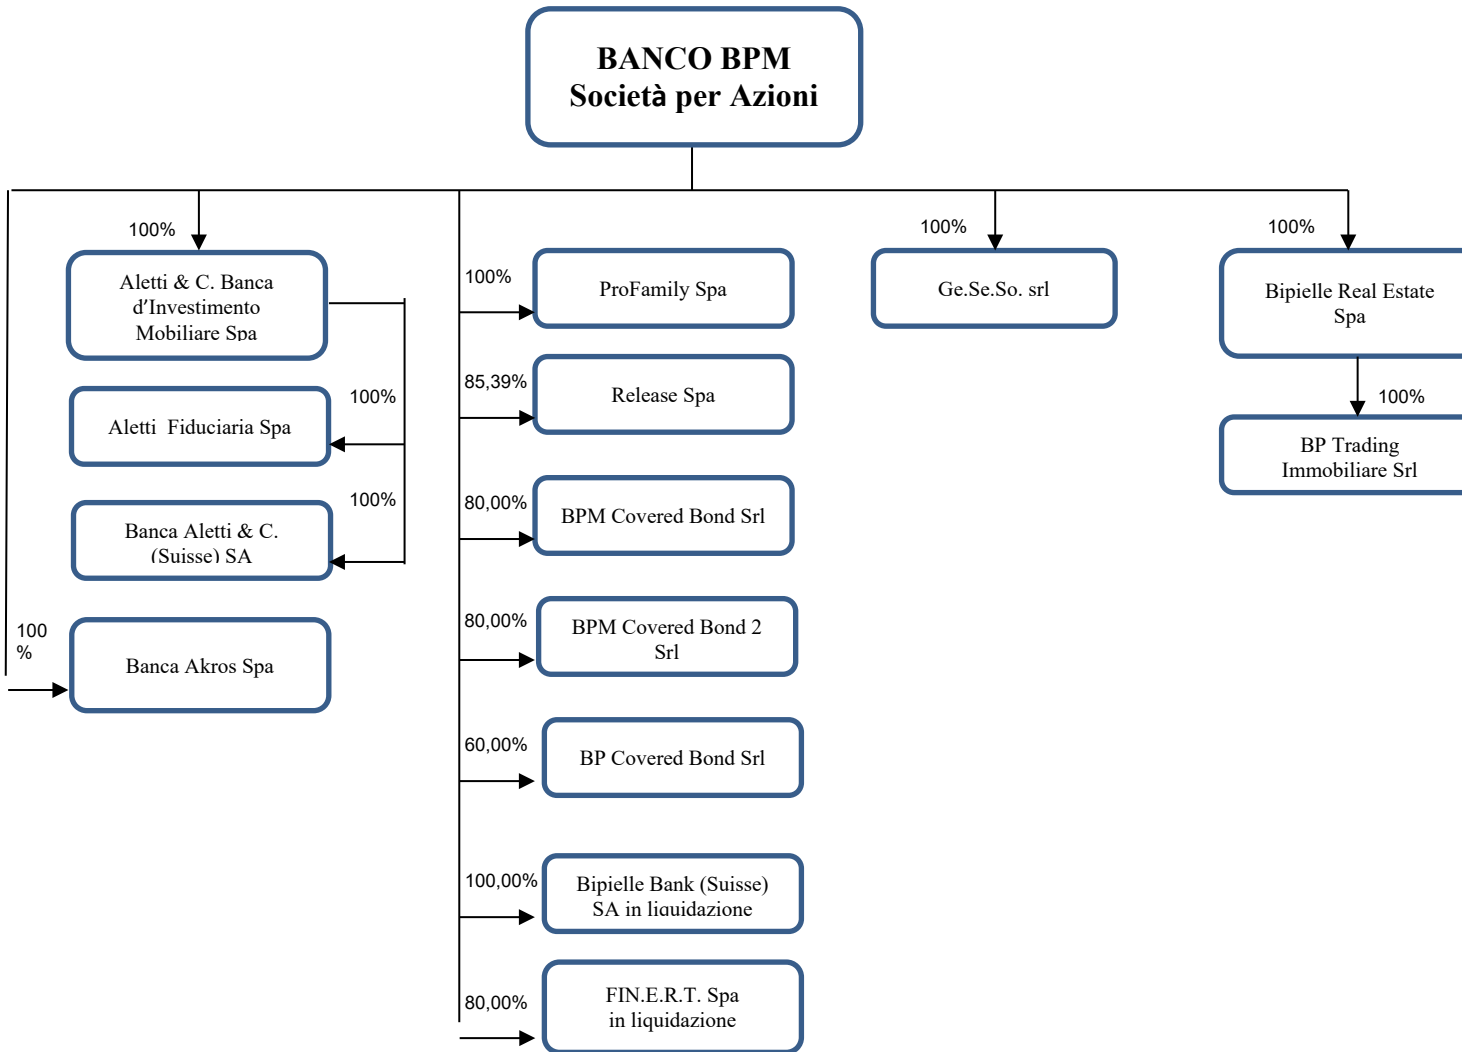 BANCO BPM
Società per Azioni
100%
Aletti & C. Banca
d’Investimento
Mobiliare Spa
100%
Aletti  Fiduciaria Spa
100%
Banca Aletti & C.
(Suisse) SA
100
%
Banca Akros Spa
100%
ProFamily Spa
85,39%
Release Spa
80,00%
BPM Covered Bond Srl
80,00%
BPM Covered Bond 2
Srl
60,00%
BP Covered Bond Srl
100,00%
Bipielle Bank (Suisse)
SA in liquidazione
80,00%
FIN.E.R.T. Spa
in liquidazione
100%
Ge.Se.So. srl
100%
Bipielle Real Estate
Spa
100%
BP Trading
Immobiliare Srl